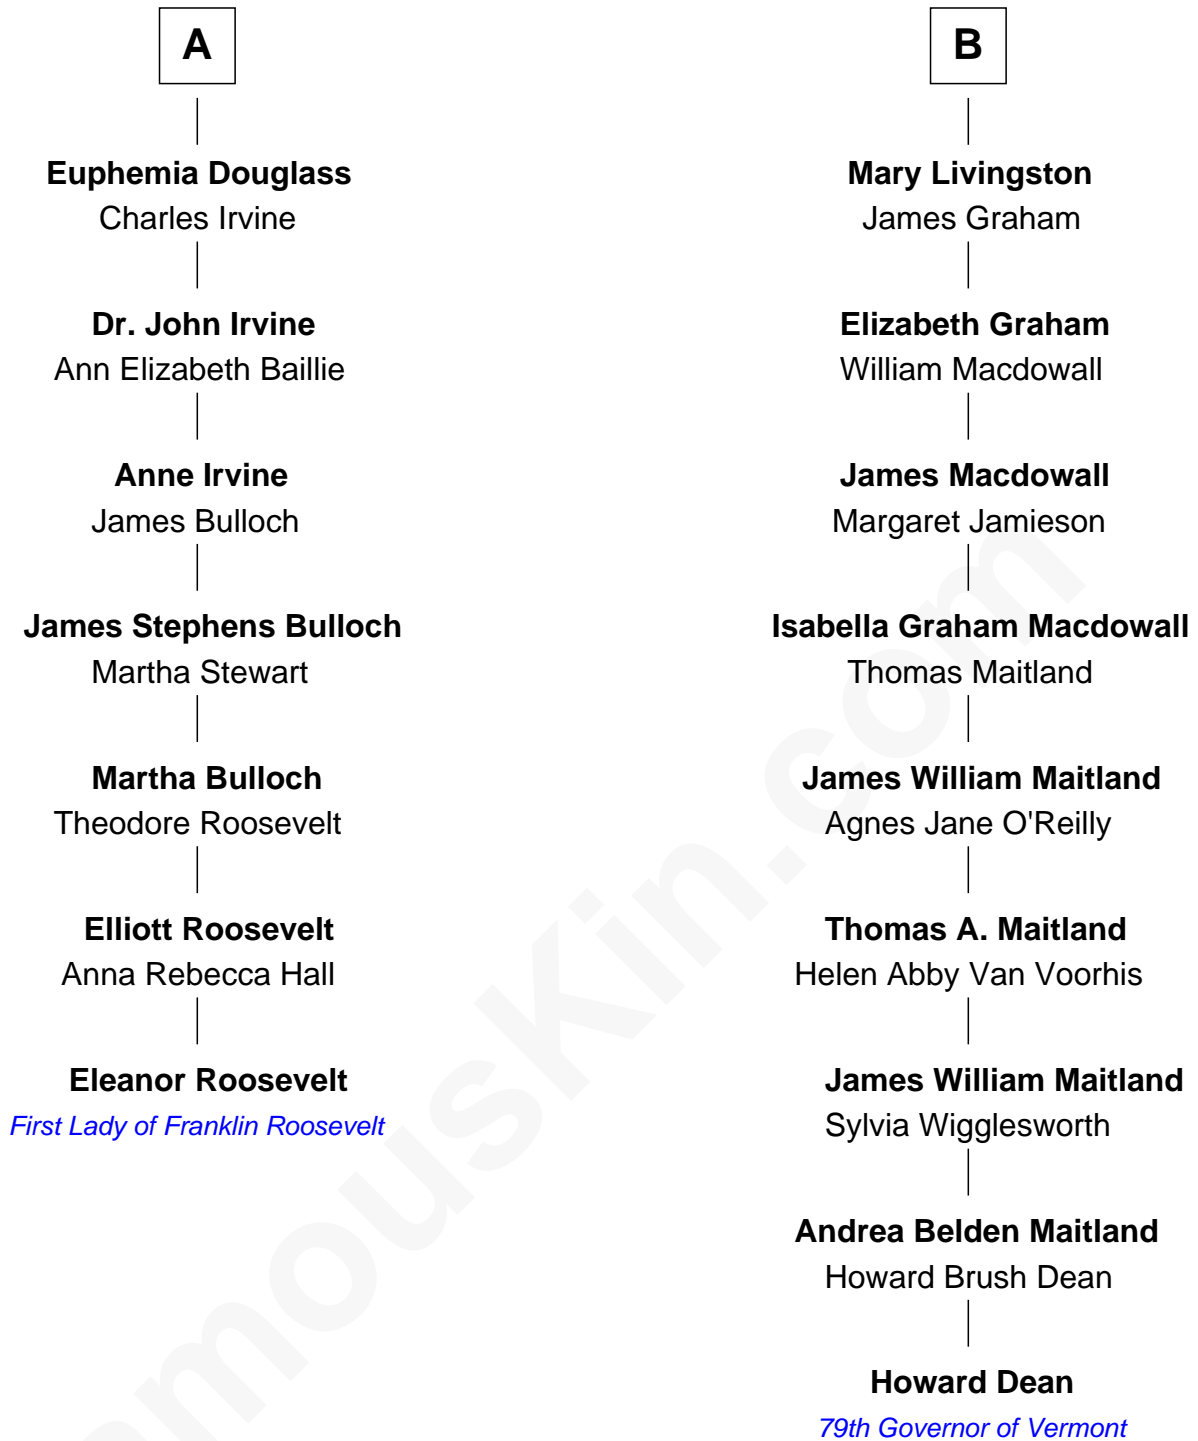 A
Euphemia Douglass
Charles Irvine
Dr. John Irvine
Ann Elizabeth Baillie
Anne Irvine
James Bulloch
James Stephens Bulloch
Martha Stewart
Martha Bulloch
Theodore Roosevelt
Elliott Roosevelt
Anna Rebecca Hall
Eleanor Roosevelt
First Lady of Franklin Roosevelt
B
Mary Livingston
James Graham
Elizabeth Graham
William Macdowall
James Macdowall
Margaret Jamieson
Isabella Graham Macdowall
Thomas Maitland
James William Maitland
Agnes Jane O'Reilly
Thomas A. Maitland
Helen Abby Van Voorhis
James William Maitland
Sylvia Wigglesworth
Andrea Belden Maitland
Howard Brush Dean
Howard Dean
79th Governor of Vermont
amousKin.com